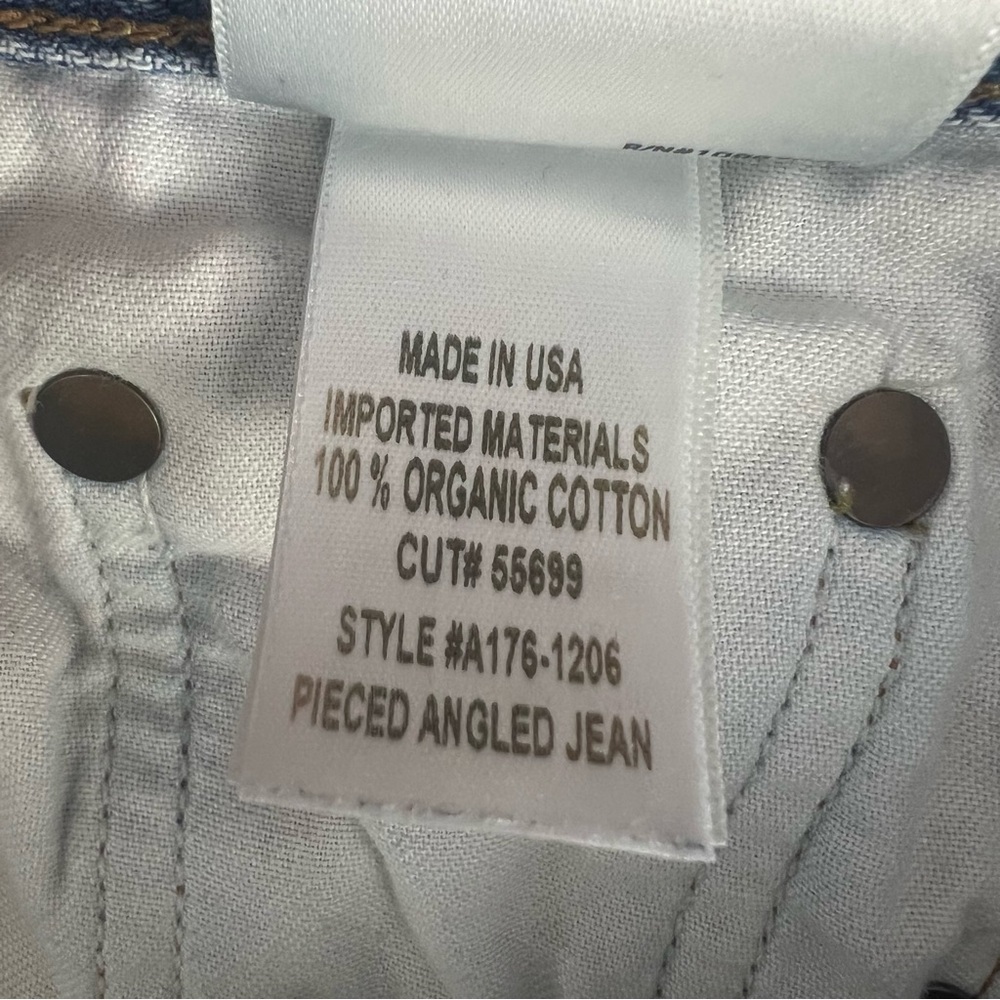 MADE IN USA
IMPORTED MATERIALS
100 % ORGANIC COTTON
CUT# 55699
STYLE #A176-1206
PIECED ANGLED JEAN